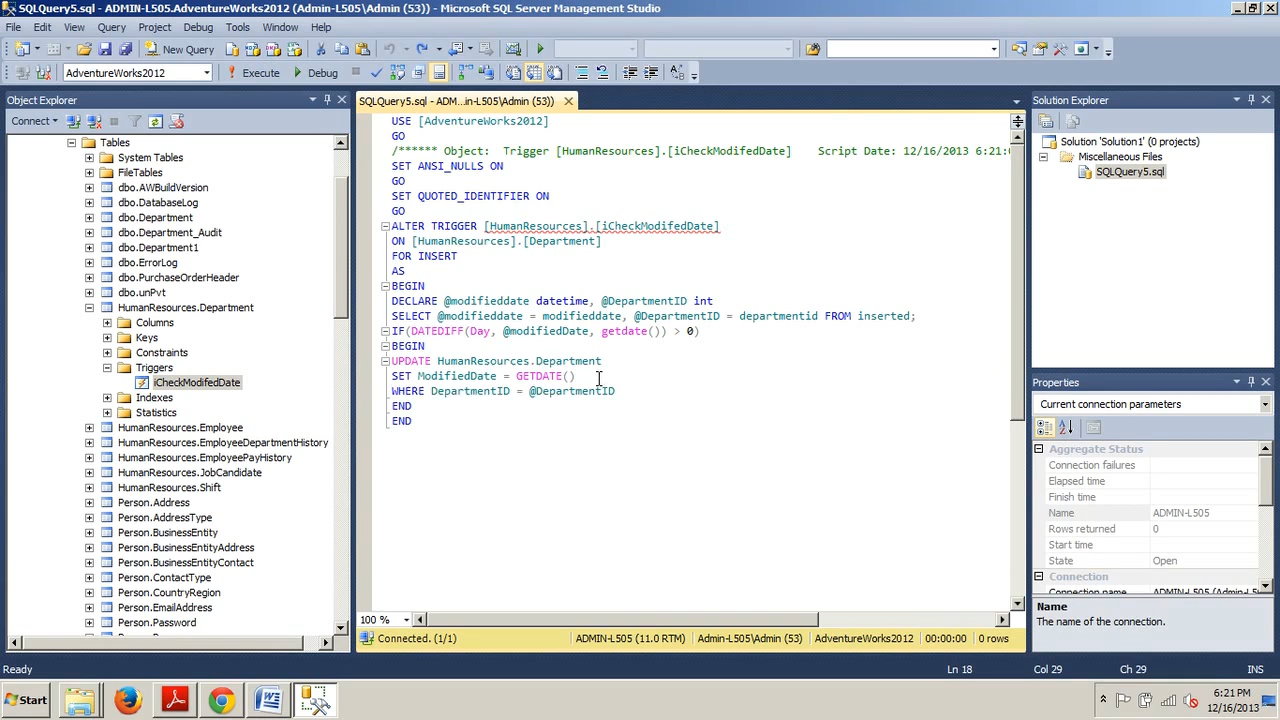 SQLQuery5.sql - ADMIN-L505.AdventureWorks2012 (Admin-L505\Admin (53)) - Microsoft SQL Server Management Studio
File Edit View Query Project Debug Tools Window Help
New Query
AdventureWorks2012 Execute Debug
Object Explorer
Connect
Tables
System Tables
FileTables
dbo.AWBuildVersion
dbo.DatabaseLog
dbo.Department
dbo.Department_Audit
dbo.Department1
dbo.ErrorLog
dbo.PurchaseOrderHeader
dbo.unPvt
HumanResources.Department
Columns
Keys
Constraints
Triggers
iCheckModifedDate
Indexes
Statistics
HumanResources.Employee
HumanResources.EmployeeDepartmentHistory
HumanResources.EmployeePayHistory
HumanResources.JobCandidate
HumanResources.Shift
Person.Address
Person.AddressType
Person.BusinessEntity
Person.BusinessEntityAddress
Person.BusinessEntityContact
Person.ContactType
Person.CountryRegion
Person.EmailAddress
Person.Password
SQLQuery5.sql - ADM...in-L505\Admin (53))
USE [AdventureWorks2012]
GO
/****** Object: Trigger [HumanResources].[iCheckModifedDate] Script Date: 12/16/2013 6:21:
SET ANSI_NULLS ON
GO
SET QUOTED_IDENTIFIER ON
GO
ALTER TRIGGER [HumanResources].[iCheckModifedDate]
ON [HumanResources].[Department]
FOR INSERT
AS
BEGIN
DECLARE @modifieddate datetime, @DepartmentID int
SELECT @modifieddate = modifieddate, @DepartmentID = departmentid FROM inserted;
IF(DATEDIFF(Day, @modifiedDate, getdate()) > 0)
BEGIN
UPDATE HumanResources.Department
SET ModifiedDate = GETDATE()
WHERE DepartmentID = @DepartmentID
END
END
100 %
Connected. (1/1) ADMIN-L505 (11.0 RTM) Admin-L505\Admin (53) AdventureWorks2012 00:00:00 0 rows
Solution Explorer
Solution 'Solution1' (0 projects)
Miscellaneous Files
SQLQuery5.sql
Properties
Current connection parameters
Aggregate Status
Connection failures
Elapsed time
Finish time
Name ADMIN-L505
Rows returned 0
Start time
State Open
Connection
Connection name ADMIN-L505 (Admin-L5
Name
The name of the connection.
Ready Ln 18 Col 29 Ch 29 INS
Start 6:21 PM
12/16/2013